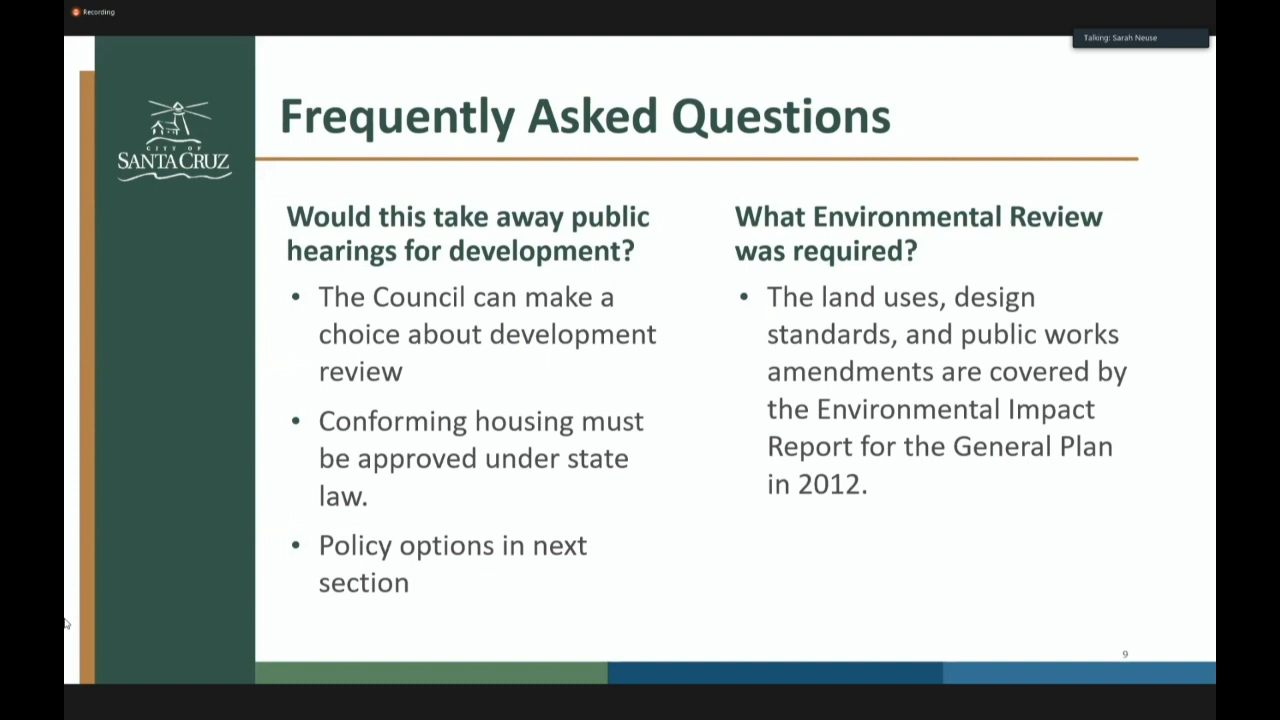 Recording
Talking: Sarah Neuse
CITY OF
SANTA CRUZ
Frequently Asked Questions
Would this take away public
hearings for development?
• The Council can make a
choice about development
review
• Conforming housing must
be approved under state
law.
• Policy options in next
section
What Environmental Review
was required?
• The land uses, design
standards, and public works
amendments are covered by
the Environmental Impact
Report for the General Plan
in 2012.
9